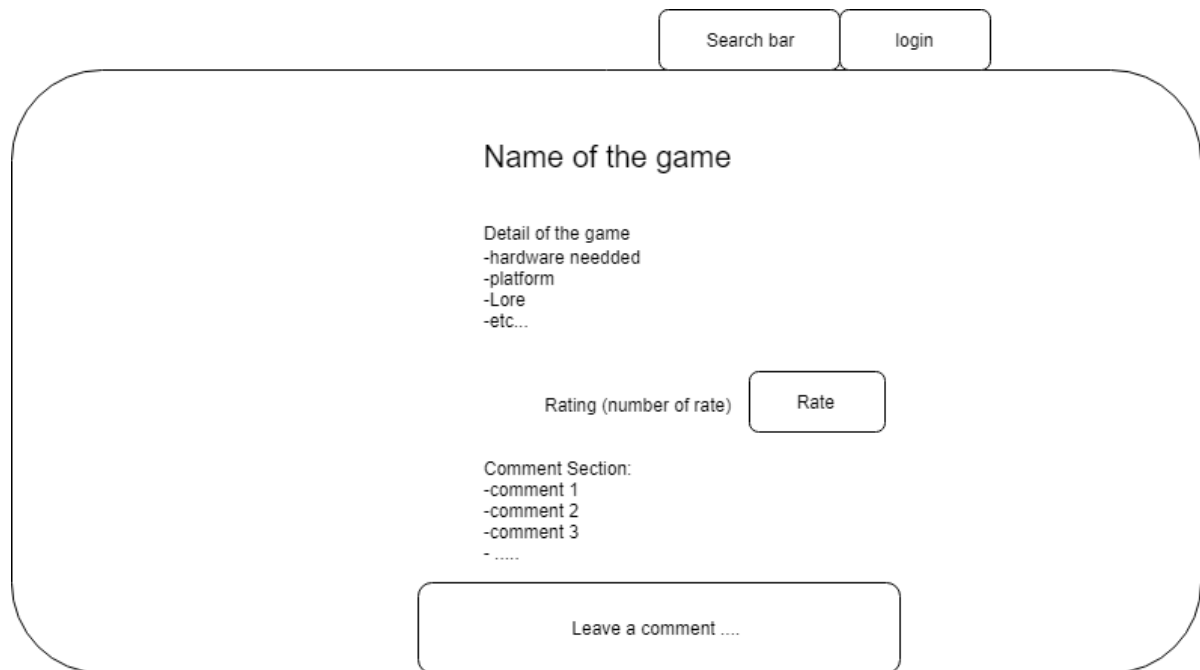 Search bar
login
Name of the game
Detail of the game
-hardware needded
-platform
-Lore
-etc...
Rating (number of rate)
Rate
Comment Section:
-comment 1
-comment 2
-comment 3
- .....
Leave a comment ....